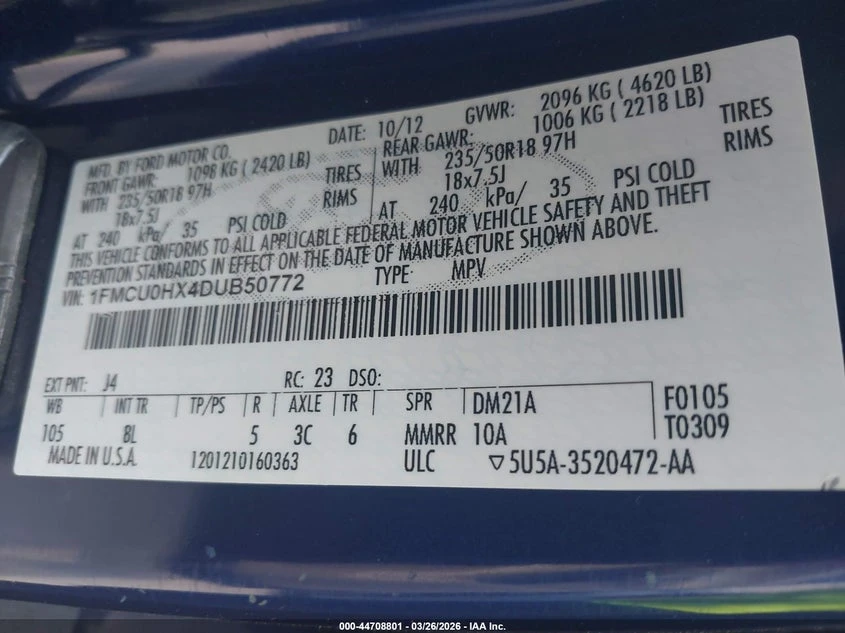 MFD. BY FORD MOTOR CO.
DATE: 10/12
GVWR: 2096 KG ( 4620 LB)
FRONT GAWR: 1098 KG ( 2420 LB)
REAR GAWR: 1006 KG ( 2218 LB)
WITH 235/50R18 97H TIRES
WITH 235/50R18 97H TIRES
18x7.5J RIMS
18x7.5J RIMS
AT 240 kPa/ 35 PSI COLD
AT 240 kPa/ 35 PSI COLD
THIS VEHICLE CONFORMS TO ALL APPLICABLE FEDERAL MOTOR VEHICLE SAFETY AND THEFT
PREVENTION STANDARDS IN EFFECT ON THE DATE OF MANUFACTURE SHOWN ABOVE.
VIN: 1FMCU0HX4DUB50772 TYPE: MPV
EXT PNT: J4 RC: 23 DSO:
WB INT TR TP/PS R AXLE TR SPR DM21A F0105
105 8L 5 3C 6 MMRR 10A T0309
MADE IN U.S.A. 1201210160363 ULC ▽5U5A-3520472-AA
000-44708801 - 03/26/2026 - IAA Inc.